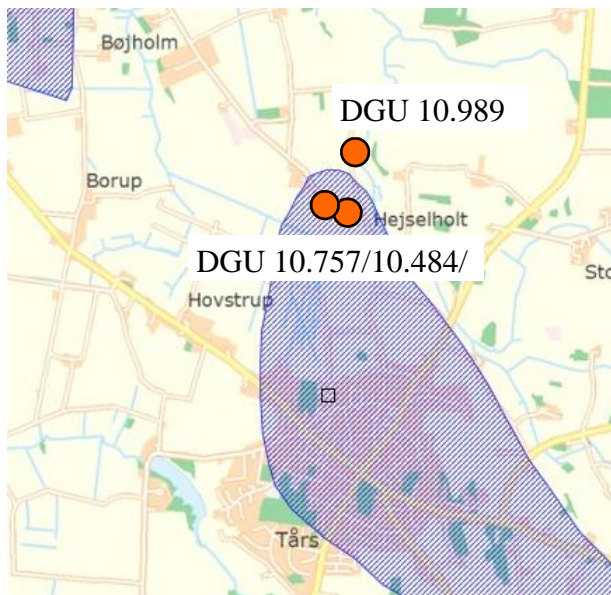 Bøjholm
DGU 10.989
Borup
Hejselholt
DGU 10.757/10.484/
Sto
Hovstrup
Tårs